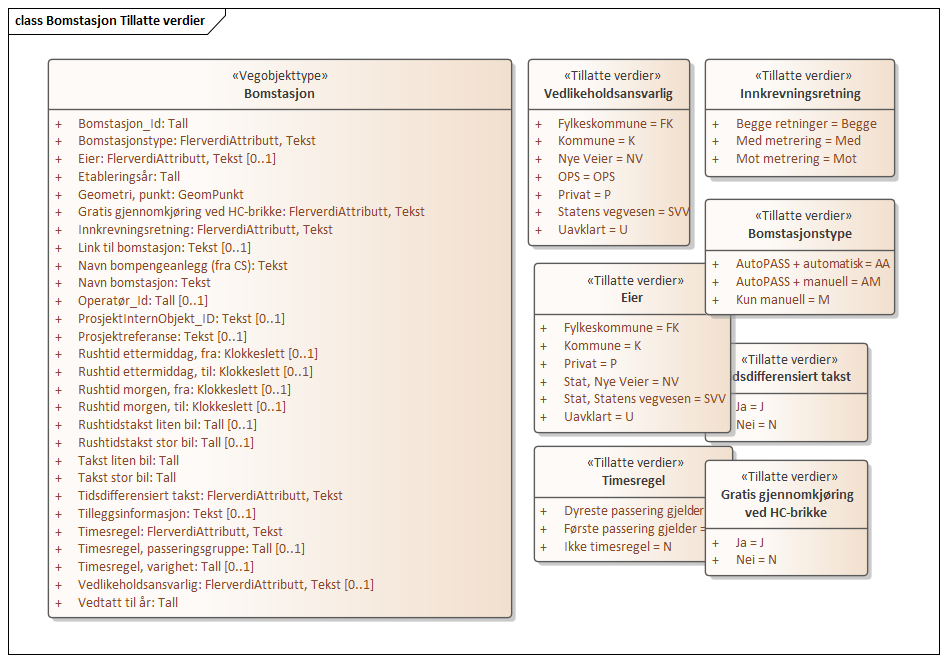 class Bomstasjon Tillatte verdier
«Vegobjekttype»
Bomstasjon
+ Bomstasjon_Id: Tall
+ Bomstasjonstype: FlerverdiAttributt, Tekst
+ Eier: FlerverdiAttributt, Tekst [0..1]
+ Etableringsår: Tall
+ Geometri, punkt: GeomPunkt
+ Gratis gjennomkjøring ved HC-brikke: FlerverdiAttributt, Tekst
+ Innkrevningsretning: FlerverdiAttributt, Tekst
+ Link til bomstasjon: Tekst [0..1]
+ Navn bompengeanlegg (fra CS): Tekst
+ Navn bomstasjon: Tekst
+ Operatør_Id: Tall [0..1]
+ ProsjektInternObjekt_ID: Tekst [0..1]
+ Prosjektreferanse: Tekst [0..1]
+ Rushtid ettermiddag, fra: Klokkeslett [0..1]
+ Rushtid ettermiddag, til: Klokkeslett [0..1]
+ Rushtid morgen, fra: Klokkeslett [0..1]
+ Rushtid morgen, til: Klokkeslett [0..1]
+ Rushtidstakst liten bil: Tall [0..1]
+ Rushtidstakst stor bil: Tall [0..1]
+ Takst liten bil: Tall
+ Takst stor bil: Tall
+ Tidsdifferensiert takst: FlerverdiAttributt, Tekst
+ Tilleggsinformasjon: Tekst [0..1]
+ Timesregel: FlerverdiAttributt, Tekst
+ Timesregel, passeringsgruppe: Tall [0..1]
+ Timesregel, varighet: Tall [0..1]
+ Vedlikeholdsansvarlig: FlerverdiAttributt, Tekst [0..1]
+ Vedtatt til år: Tall
«Tillatte verdier»
Vedlikeholdsansvarlig
+ Fylkeskommune = FK
+ Kommune = K
+ Nye Veier = NV
+ OPS = OPS
+ Privat = P
+ Statens vegvesen = SVV
+ Uavklart = U
«Tillatte verdier»
Innkrevningsretning
+ Begge retninger = Begge
+ Med metrering = Med
+ Mot metrering = Mot
«Tillatte verdier»
Bomstasjonstype
+ AutoPASS + automatisk = AA
+ AutoPASS + manuell = AM
+ Kun manuell = M
«Tillatte verdier»
Eier
+ Fylkeskommune = FK
+ Kommune = K
+ Privat = P
+ Stat, Nye Veier = NV
+ Stat, Statens vegvesen = SVV
+ Uavklart = U
«Tillatte verdier»
idsdifferensiert takst
Ja = J
Nei = N
«Tillatte verdier»
Timesregel
+ Dyreste passering gjelder
+ Første passering gjelder =
+ Ikke timesregel = N
«Tillatte verdier»
Gratis gjennomkjøring
ved HC-brikke
+ Ja = J
+ Nei = N